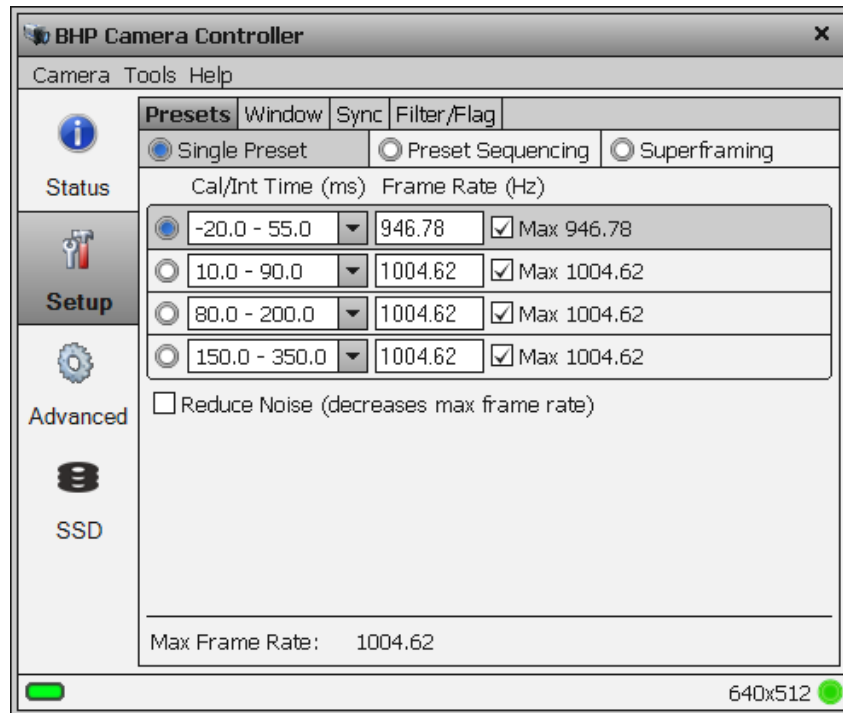 BHP Camera Controller
Camera Tools Help
Presets Window Sync Filter/Flag
Single Preset Preset Sequencing Superframing
Status
Cal/Int Time (ms) Frame Rate (Hz)
-20.0 - 55.0 946.78 Max 946.78
10.0 - 90.0 1004.62 Max 1004.62
Setup
80.0 - 200.0 1004.62 Max 1004.62
150.0 - 350.0 1004.62 Max 1004.62
Reduce Noise (decreases max frame rate)
Advanced
SSD
Max Frame Rate: 1004.62
640x512